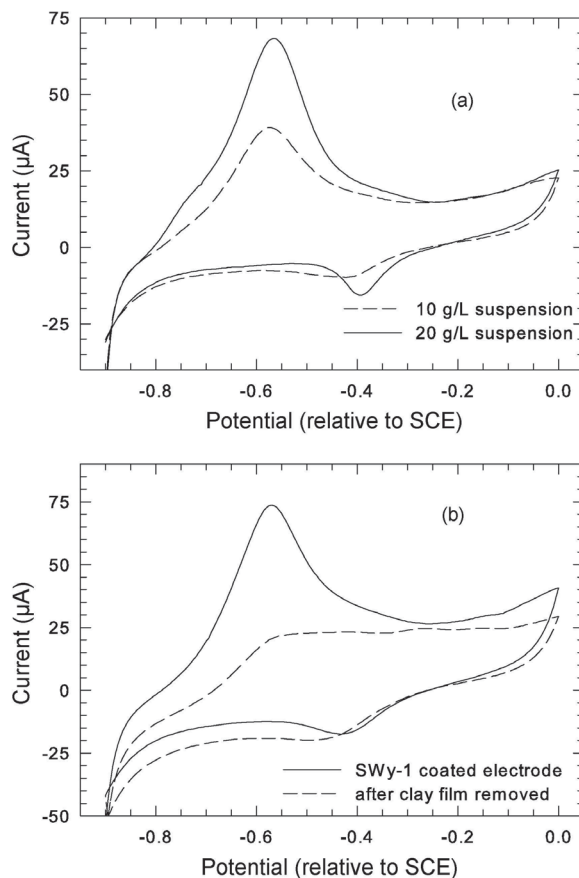 75
50
25
0
-25
Current (µA)
(a)
10 g/L suspension
20 g/L suspension
-0.8
-0.6
-0.4
-0.2
0.0
Potential (relative to SCE)
75
50
25
0
-25
-50
Current (µA)
(b)
SWy-1 coated electrode
after clay film removed
-0.8
-0.6
-0.4
-0.2
0.0
Potential (relative to SCE)